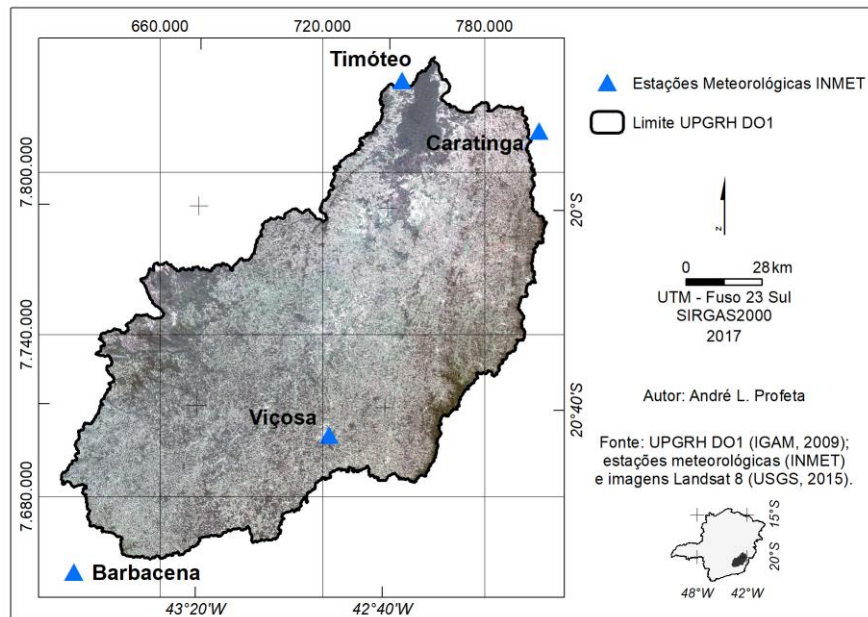 660.000 720.000 780.000
Timóteo
Caratinga
Viçosa
Barbacena
7.800.000
7.740.000
7.680.000
20°S
20°40'S
43°20'W 42°40'W
Estações Meteorológicas INMET
Limite UPGRH DO1
z
0 28 km
UTM - Fuso 23 Sul
SIRGAS2000
2017
Autor: André L. Profeta
Fonte: UPGRH DO1 (IGAM, 2009);
estações meteorológicas (INMET)
e imagens Landsat 8 (USGS, 2015).
15°S
20°S
48°W 42°W